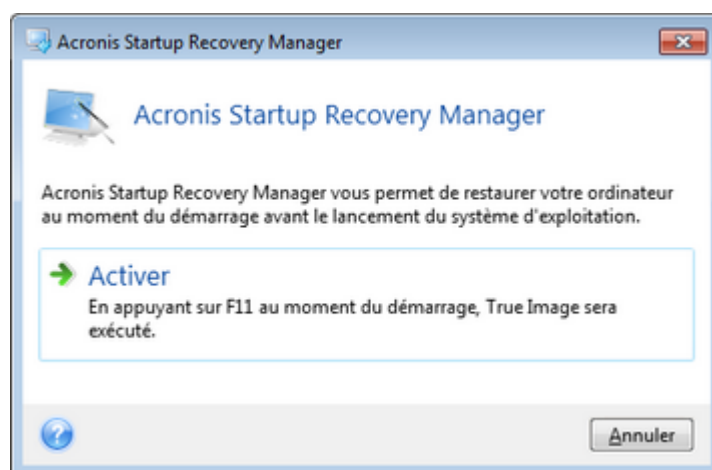 Acronis Startup Recovery Manager
Acronis Startup Recovery Manager
Acronis Startup Recovery Manager vous permet de restaurer votre ordinateur
au moment du démarrage avant le lancement du système d'exploitation.
Activer
En appuyant sur F11 au moment du démarrage, True Image sera
exécuté.
Annuler